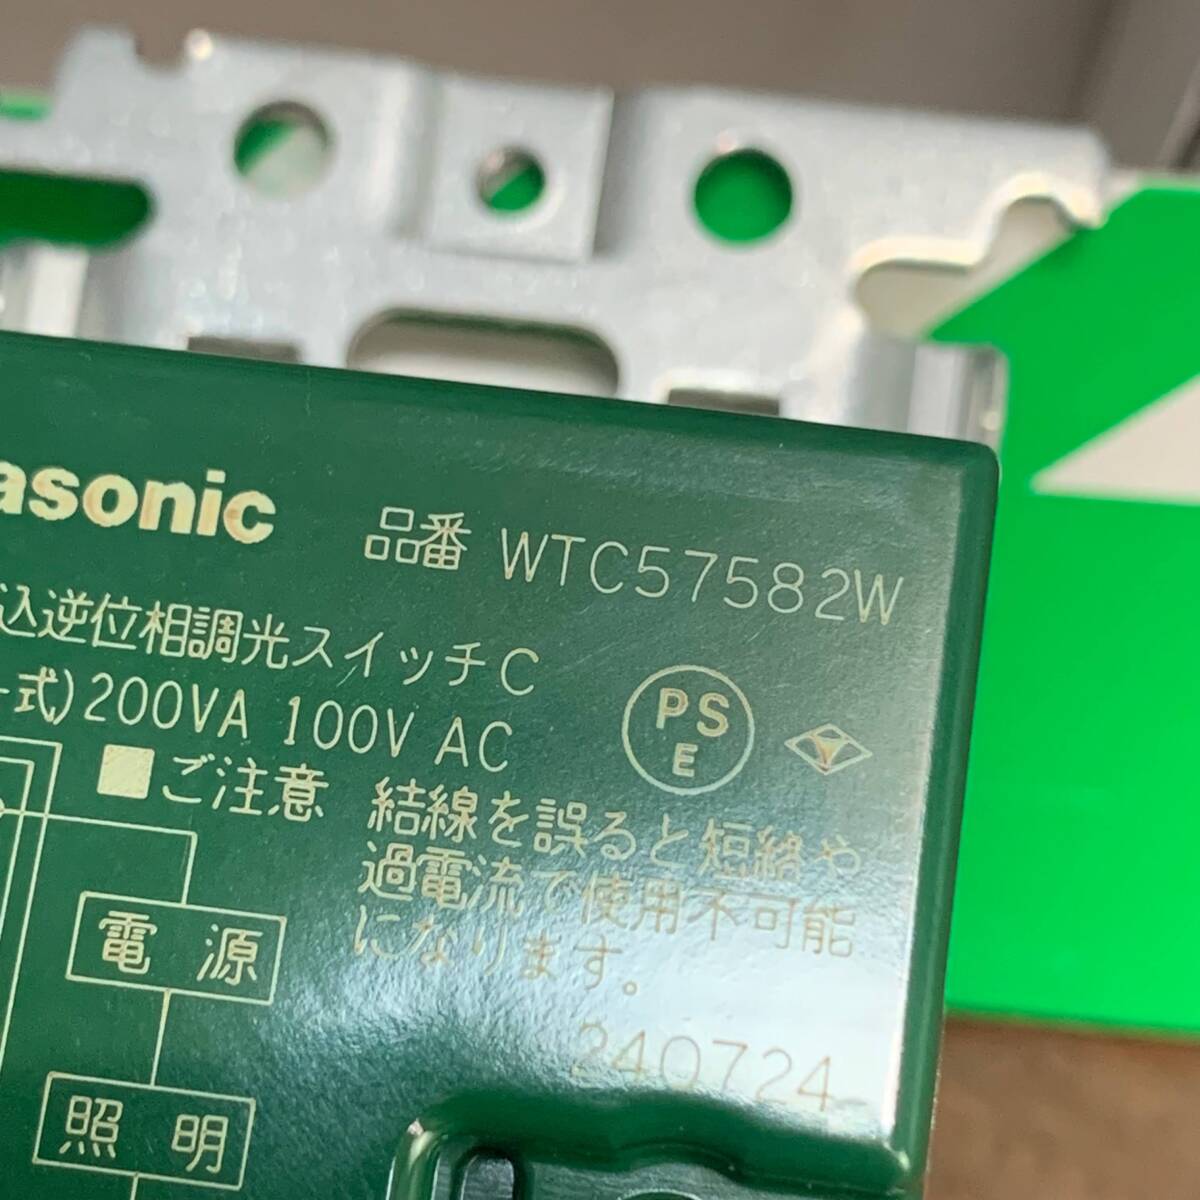 asonic 品番 WTC57582W
込逆位相調光スイッチC
式)200VA 100V AC
PS
E
■ご注意 結線を誤ると短絡や
過電流で使用不可能
になります。
電源
240724
照明